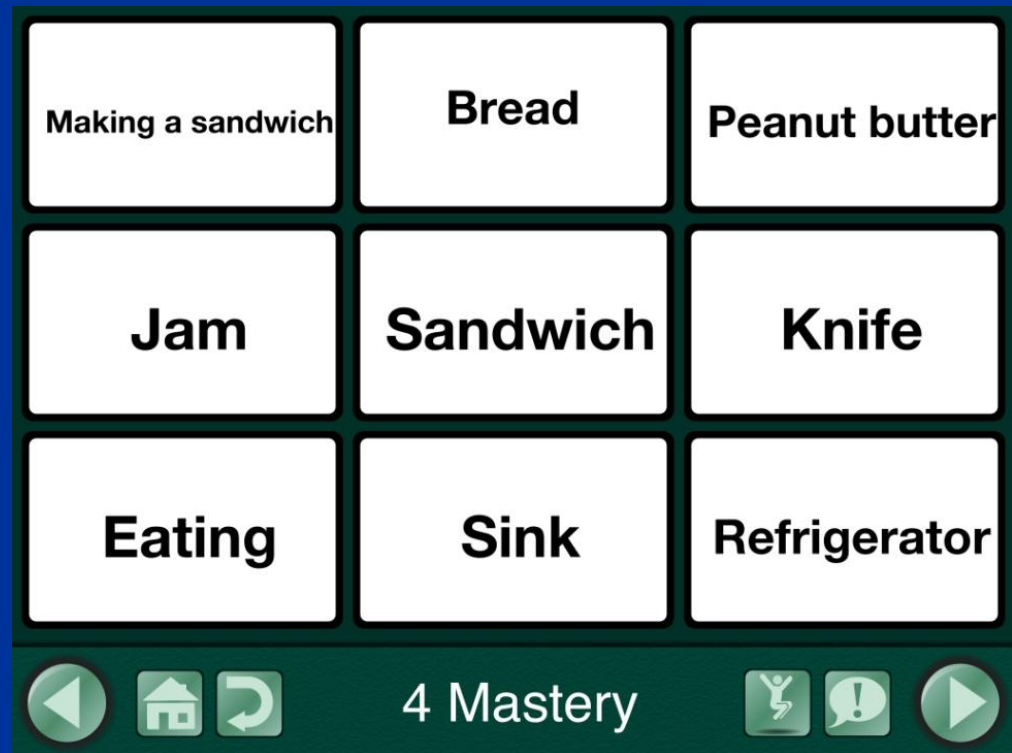 Making a sandwich
Bread
Peanut butter
Jam
Sandwich
Knife
Eating
Sink
Refrigerator
4 Mastery